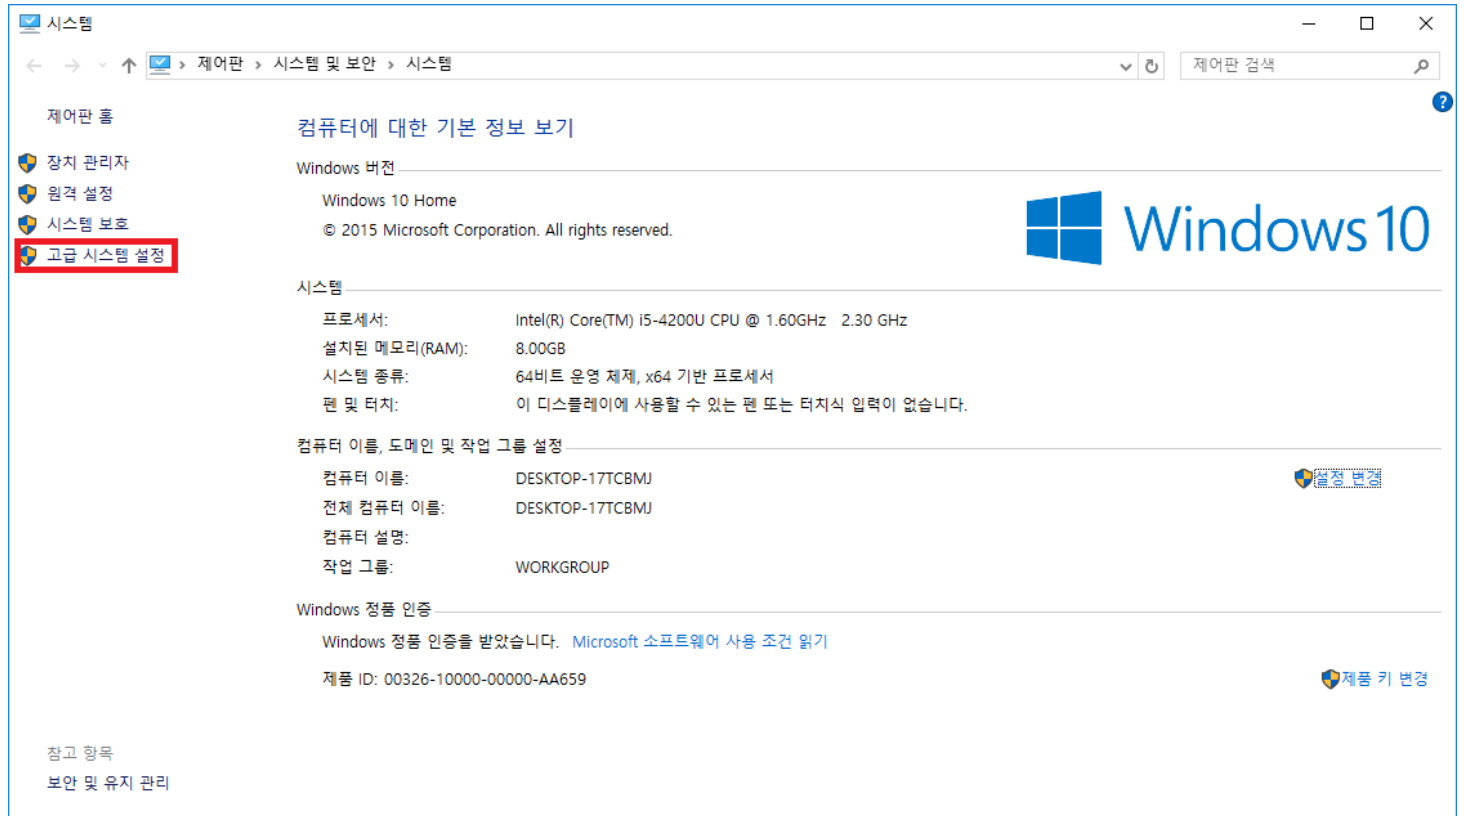 시스템
제어판 › 시스템 및 보안 › 시스템
제어판 검색
?
제어판 홈
장치 관리자
원격 설정
시스템 보호
고급 시스템 설정
컴퓨터에 대한 기본 정보 보기
Windows 버전
Windows 10 Home
© 2015 Microsoft Corporation. All rights reserved.
Windows 10
시스템
프로세서: Intel(R) Core(TM) i5-4200U CPU @ 1.60GHz 2.30 GHz
설치된 메모리(RAM): 8.00GB
시스템 종류: 64비트 운영 체제, x64 기반 프로세서
펜 및 터치: 이 디스플레이에 사용할 수 있는 펜 또는 터치식 입력이 없습니다.
컴퓨터 이름, 도메인 및 작업 그룹 설정
컴퓨터 이름: DESKTOP-17TCBMJ 설정 변경
전체 컴퓨터 이름: DESKTOP-17TCBMJ
컴퓨터 설명:
작업 그룹: WORKGROUP
Windows 정품 인증
Windows 정품 인증을 받았습니다. Microsoft 소프트웨어 사용 조건 읽기
제품 ID: 00326-10000-00000-AA659 제품 키 변경
참고 항목
보안 및 유지 관리